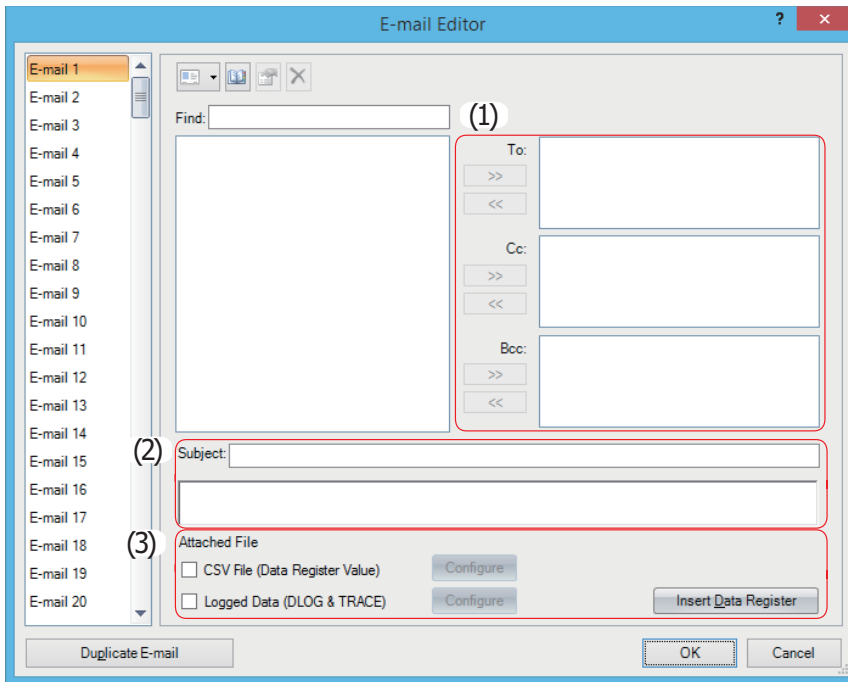 E-mail Editor
?
×
E-mail 1
E-mail 2
E-mail 3
E-mail 4
E-mail 5
E-mail 6
E-mail 7
E-mail 8
E-mail 9
E-mail 10
E-mail 11
E-mail 12
E-mail 13
E-mail 14
E-mail 15
E-mail 16
E-mail 17
E-mail 18
E-mail 19
E-mail 20
Find:
(1)
To:
>>
<<
Cc:
>>
<<
Bcc:
>>
<<
(2)
Subject:
(3)
Attached File
CSV File (Data Register Value)
Configure
Logged Data (DLOG & TRACE)
Configure
Insert Data Register
Duplicate E-mail
OK
Cancel